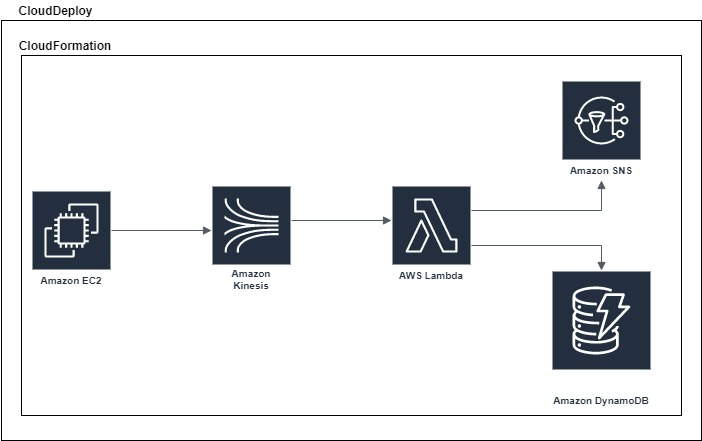 CloudDeploy
CloudFormation
Amazon SNS
Amazon EC2
Amazon
Kinesis
AWS Lambda
Amazon DynamoDB